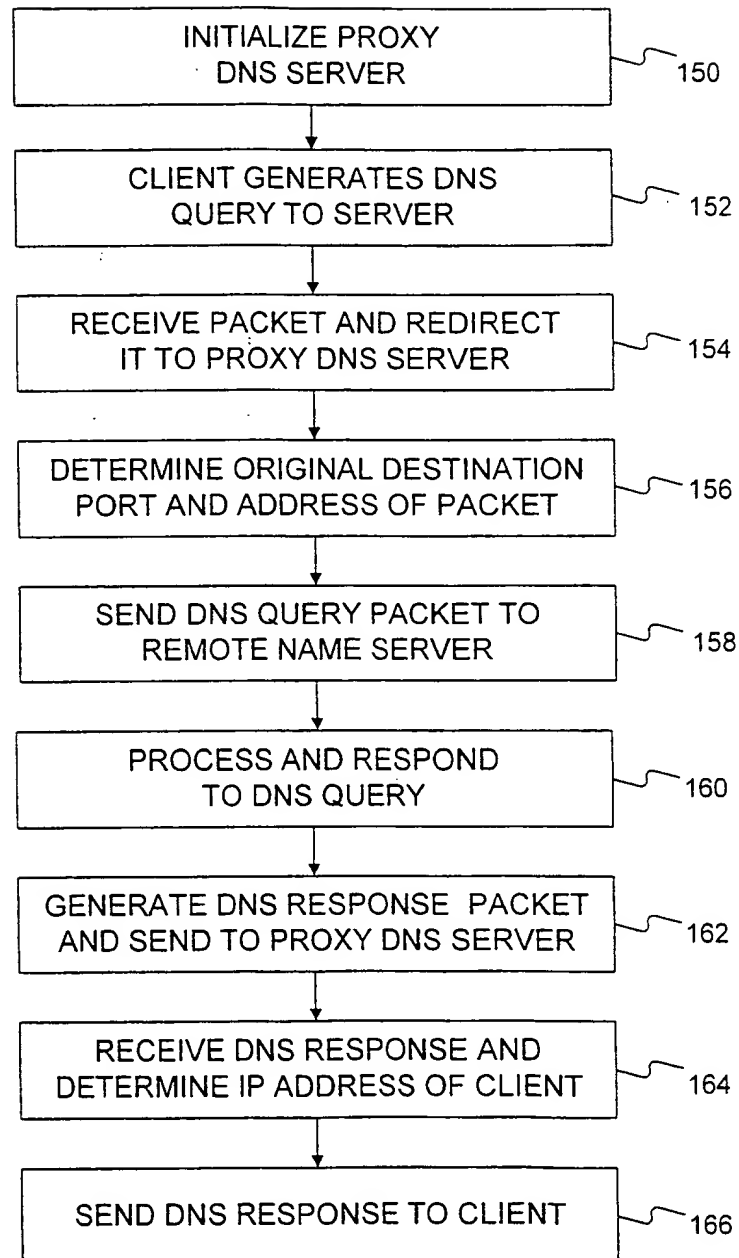 INITIALIZE PROXY
DNS SERVER
150
CLIENT GENERATES DNS
QUERY TO SERVER
152
RECEIVE PACKET AND REDIRECT
IT TO PROXY DNS SERVER
154
DETERMINE ORIGINAL DESTINATION
PORT AND ADDRESS OF PACKET
156
SEND DNS QUERY PACKET TO
REMOTE NAME SERVER
158
PROCESS AND RESPOND
TO DNS QUERY
160
GENERATE DNS RESPONSE PACKET
AND SEND TO PROXY DNS SERVER
162
RECEIVE DNS RESPONSE AND
DETERMINE IP ADDRESS OF CLIENT
164
SEND DNS RESPONSE TO CLIENT
166